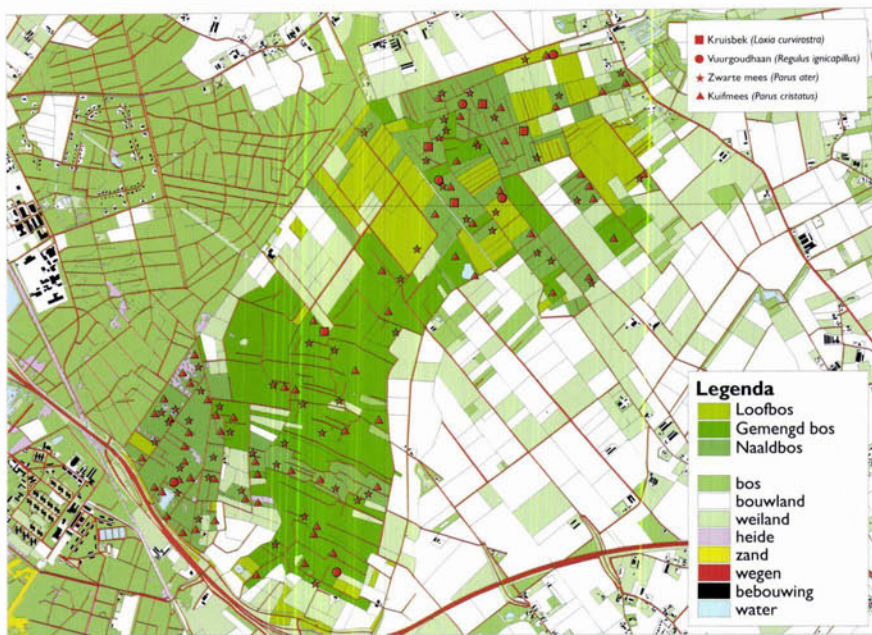 Kruisbek (Loxia curvirostra)
Vuurgoudhaan (Regulus ignicapillus)
Zwarte mees (Parus ater)
Kuifmees (Parus cristatus)
Legenda
Loofbos
Gemengd bos
Naaldbos
bos
bouwland
weiland
heide
zand
wegen
bebouwing
water